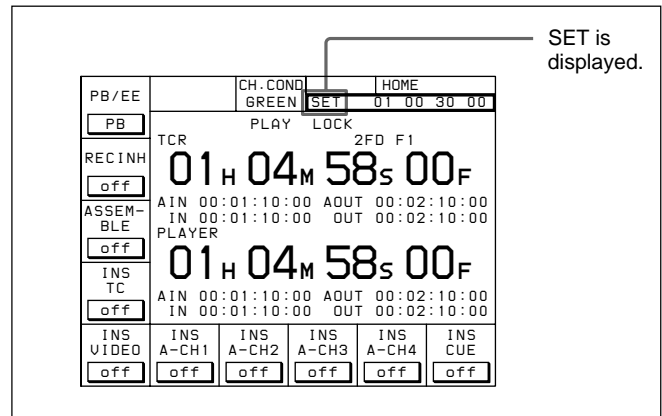 SET is
displayed.
PB/EE
PB
CH.COND
GREEN
HOME
SET 01 00 30 00
PLAY LOCK
TCR 2FD F1
01H 04M 58S 00F
AIN 00:01:10:00 AOUT 00:02:10:00
IN 00:01:10:00 OUT 00:02:10:00
PLAYER
01H 04M 58S 00F
AIN 00:01:10:00 AOUT 00:02:10:00
IN 00:01:10:00 OUT 00:02:10:00
RECINH
off
ASSEM-
BLE
off
INS
TC
off
INS
VIDEO
off
INS
A-CH1
off
INS
A-CH2
off
INS
A-CH3
off
INS
A-CH4
off
INS
CUE
off